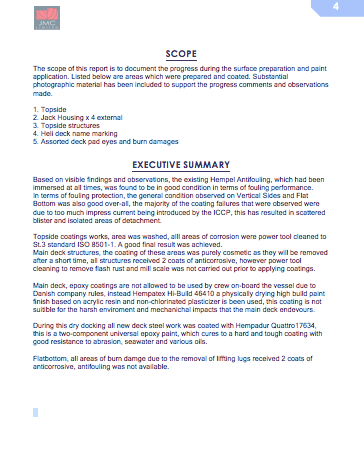 4
JMC
SCOPE
The scope of this report is to document the progress during the surface preparation and paint
application. Listed below are areas which were prepared and coated. Substantial
photographic material has been included to support the progress comments and observations
made.
1. Topside
2. Jack Housing x 4 external
3. Topside structures
4. Heli deck name marking
5. Assorted deck pad eyes and burn damages
EXECUTIVE SUMMARY
Based on visible findings and observations, the existing Hempel Antifouling, which had been
immersed at all times, was found to be in good condition in terms of fouling performance.
In terms of fouling protection, the general condition observed on Vertical Sides and Flat
Bottom was also good over-all, the majority of the coating failures that were observed were
due to too much impress current being introduced by the ICCP, this has resulted in scattered
blister and isolated areas of detachment.
Topside coatings works, area was washed, alll areas of corrosion were power tool cleaned to
St.3 standard ISO 8501-1. A good final result was achieved.
Main deck structures, the coating of these areas was purely cosmetic as they will be removed
after a short time, all structures received 2 coats of anticorrosive, however power tool
cleaning to remove flash rust and mill scale was not carried out prior to applying coatings.
Main deck, epoxy coatings are not allowed to be used by crew on-board the vessel due to
Danish company rules, instead Hempatex Hi-Build 46410 a physically drying high build paint
finish based on acrylic resin and non-chlorinated plasticizer is been used, this coating is not
suitible for the harsh enviroment and mechanial impacts that the main deck endevours.
During this dry docking all new deck steel work was coated with Hempadur Quattro17634,
this is a two-component universal epoxy paint, which cures to a hard and tough coating with
good resistance to abrasion, seawater and various oils.
Flatbottom, all areas of burn damge due to the removal of liffting lugs received 2 coats of
anticorrosive, antifouling was not available.